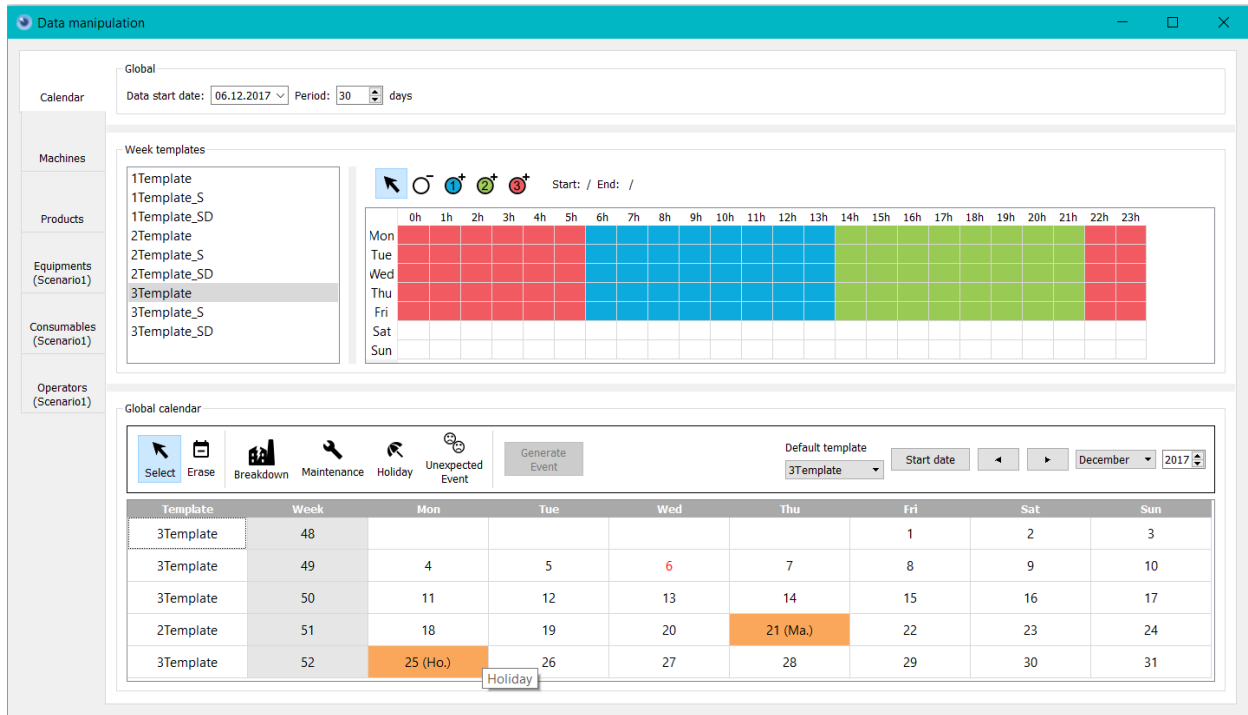 Data manipulation
Global
Calendar
Data start date: 06.12.2017 Period: 30 days
Machines
Week templates
1Template
1Template_S
1Template_SD
2Template
2Template_S
2Template_SD
3Template
3Template_S
3Template_SD
- + + +
1 2 3 Start: / End: /
0h 1h 2h 3h 4h 5h 6h 7h 8h 9h 10h 11h 12h 13h 14h 15h 16h 17h 18h 19h 20h 21h 22h 23h
Mon
Tue
Wed
Thu
Fri
Sat
Sun
Products
Equipments
(Scenario1)
Consumables
(Scenario1)
Operators
(Scenario1)
Global calendar
Select Erase Breakdown Maintenance Holiday Unexpected
Event
Generate
Event
Default template
3Template Start date December 2017
Template Week Mon Tue Wed Thu Fri Sat Sun
3Template 48 1 2 3
3Template 49 4 5 6 7 8 9 10
3Template 50 11 12 13 14 15 16 17
2Template 51 18 19 20 21 (Ma.) 22 23 24
3Template 52 25 (Ho.) 26 27 28 29 30 31
Holiday